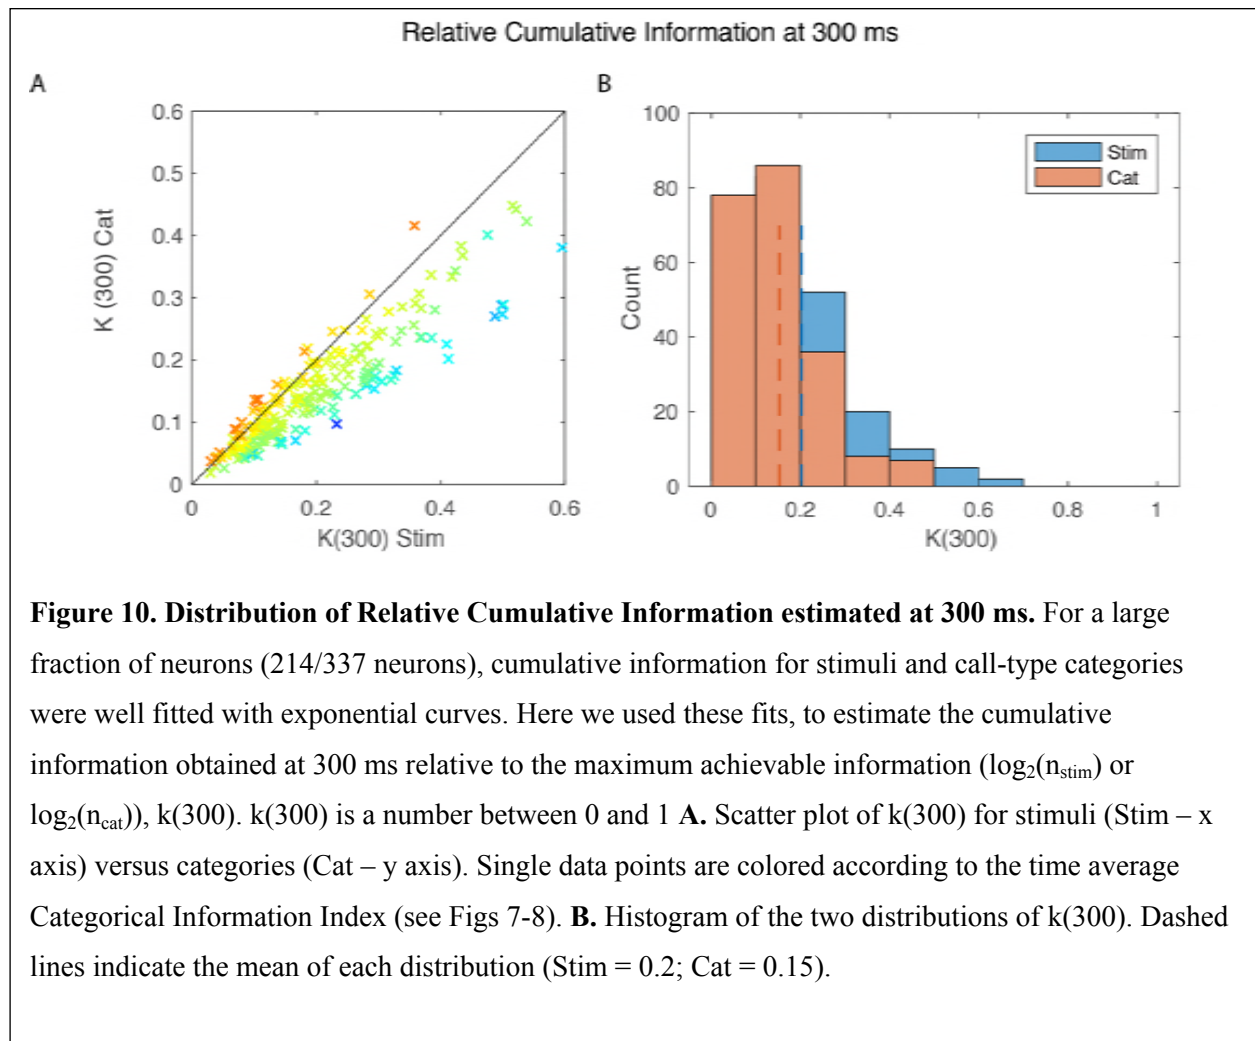 Relative Cumulative Information at 300 ms
A
0.6
0.5
0.4
0.3
0.2
0.1
0
K (300) Cat
0
0.2
0.4
0.6
K(300) Stim
B
100
80
60
40
20
0
Count
Stim
Cat
0
0.2
0.4
0.6
0.8
1
K(300)
Figure 10. Distribution of Relative Cumulative Information estimated at 300 ms. For a large
fraction of neurons (214/337 neurons), cumulative information for stimuli and call-type categories
were well fitted with exponential curves. Here we used these fits, to estimate the cumulative
information obtained at 300 ms relative to the maximum achievable information (log2(nstim) or
log2(ncat)), k(300). k(300) is a number between 0 and 1 A. Scatter plot of k(300) for stimuli (Stim – x
axis) versus categories (Cat – y axis). Single data points are colored according to the time average
Categorical Information Index (see Figs 7-8). B. Histogram of the two distributions of k(300). Dashed
lines indicate the mean of each distribution (Stim = 0.2; Cat = 0.15).